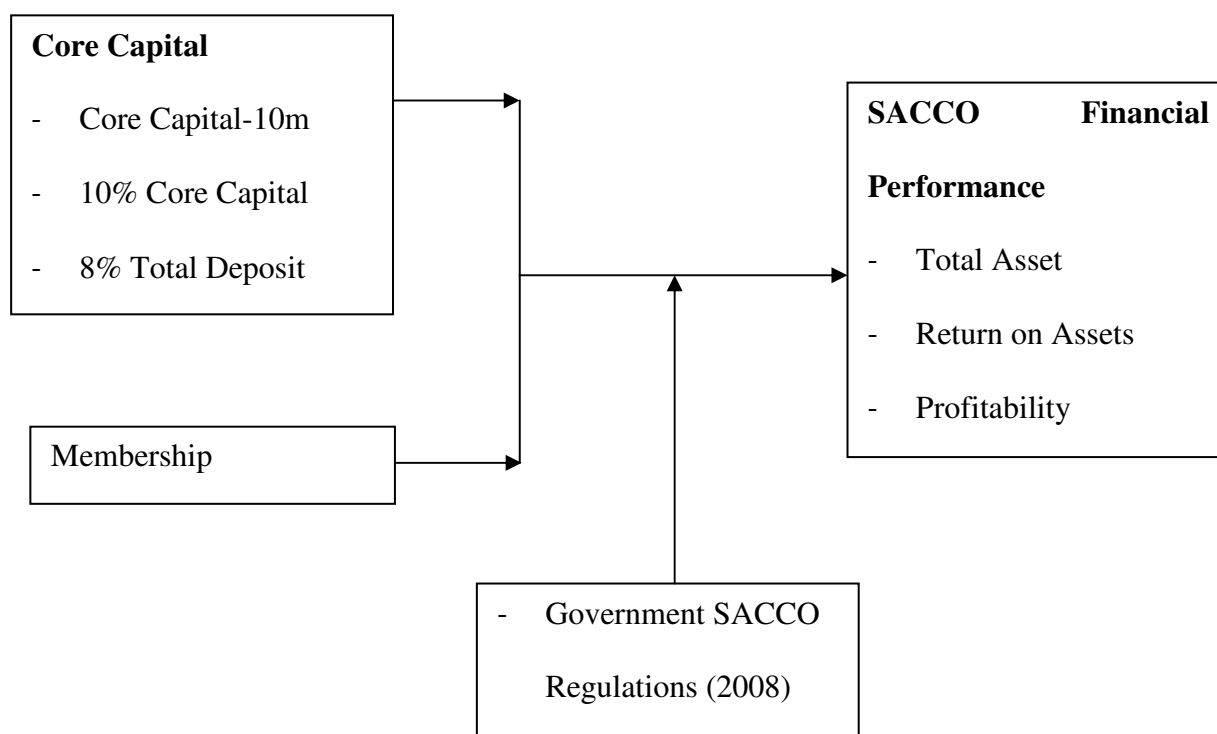 Core Capital
- Core Capital-10m
- 10% Core Capital
- 8% Total Deposit
Membership
SACCO Financial
Performance
- Total Asset
- Return on Assets
- Profitability
- Government SACCO
Regulations (2008)